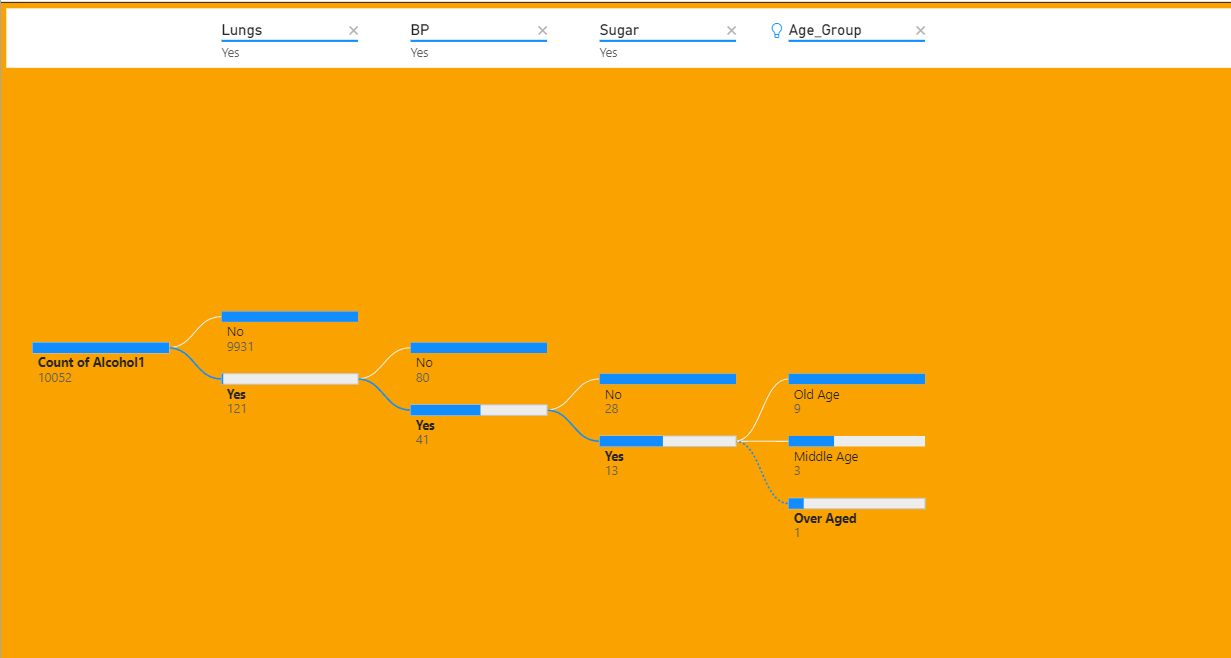 Lungs
Yes
BP
Yes
Sugar
Yes
Age_Group
Count of Alcohol1
10052
No
9931
Yes
121
No
80
Yes
41
No
28
Yes
13
Old Age
9
Middle Age
3
Over Aged
1